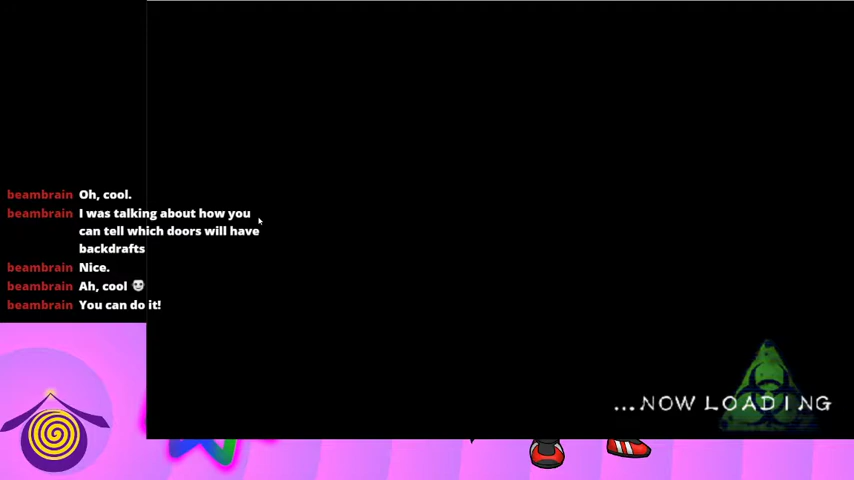 beambrain Oh, cool.
beambrain I was talking about how you
can tell which doors will have
backdrafts
beambrain Nice.
beambrain Ah, cool
beambrain You can do it!
...NOW LOADING